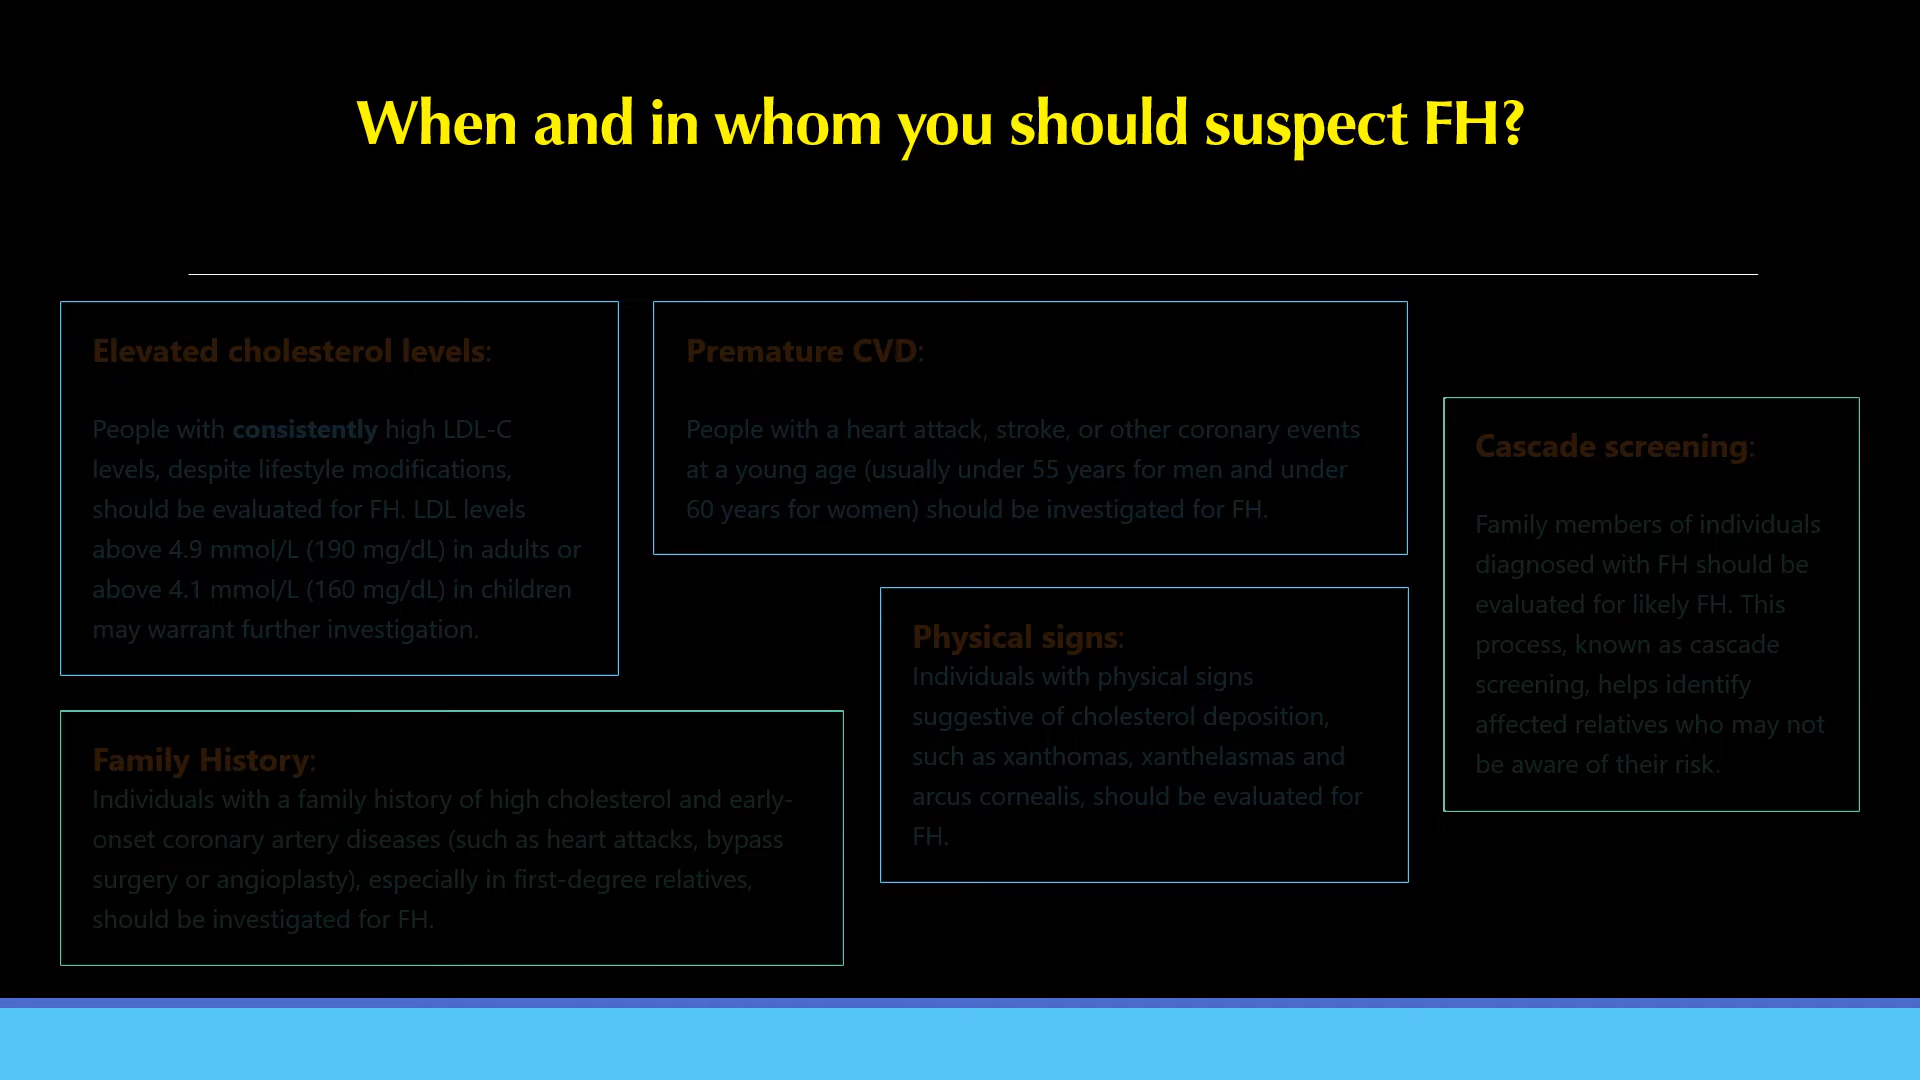 When and in whom you should suspect FH?
Elevated cholesterol levels:
People with consistently high LDL-C
levels, despite lifestyle modifications,
should be evaluated for FH. LDL levels
above 4.9 mmol/L (190 mg/dL) in adults or
above 4.1 mmol/L (160 mg/dL) in children
may warrant further investigation.
Premature CVD:
People with a heart attack, stroke, or other coronary events
at a young age (usually under 55 years for men and under
60 years for women) should be investigated for FH.
Cascade screening:
Family members of individuals
diagnosed with FH should be
evaluated for likely FH. This
process, known as cascade
screening, helps identify
affected relatives who may not
be aware of their risk.
Physical signs:
Individuals with physical signs
suggestive of cholesterol deposition,
such as xanthomas, xanthelasmas and
arcus cornealis, should be evaluated for
FH.
Family History:
Individuals with a family history of high cholesterol and early-
onset coronary artery diseases (such as heart attacks, bypass
surgery or angioplasty), especially in first-degree relatives,
should be investigated for FH.